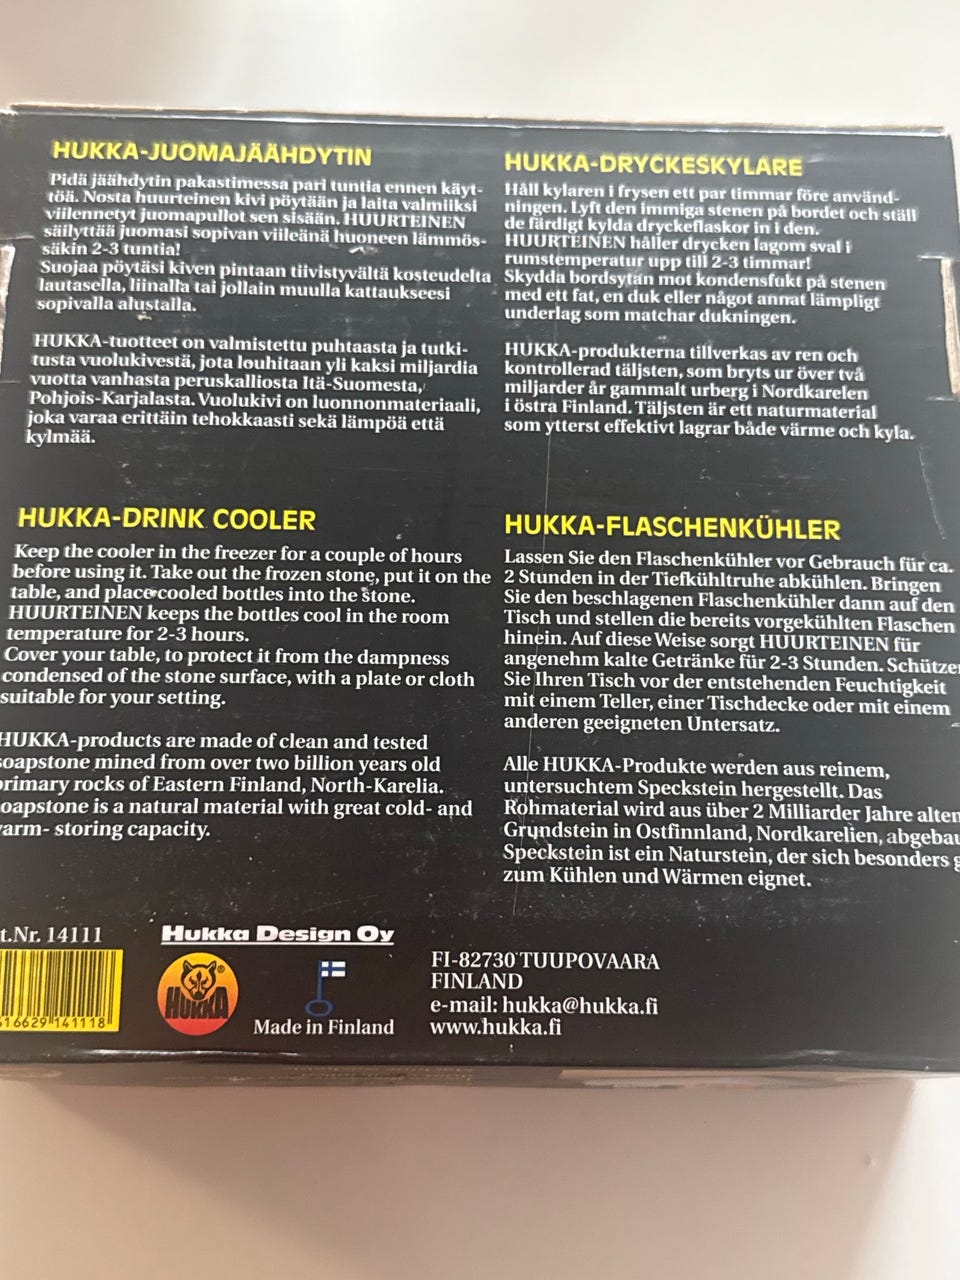 HUKKA-JUOMAJÄÄHDYTIN
Pidä jäähdytin pakastimessa pari tuntia ennen käyt-
töä. Nosta huurteinen kivi pöytään ja laita valmiiksi
viilennetyt juomapullot sen sisään. HUURTEINEN
säilyttää juomasi sopivan viileänä huoneen lämmös-
säkin 2-3 tuntia!
Suojaa pöytäsi kiven pintaan tiivistyvältä kosteudelta
lautasella, liinalla tai jollain muulla kattaukseesi
sopivalla alustalla.
HUKKA-tuotteet on valmistettu puhtaasta ja tutki-
tusta vuolukivestä, jota louhitaan yli kaksi miljardia
vuotta vanhasta peruskalliosta Itä-Suomesta,
Pohjois-Karjalasta. Vuolukivi on luonnonmateriaali,
joka varaa erittäin tehokkaasti sekä lämpöä että
kylmää.
HUKKA-DRYCKESKYLARE
Håll kylaren i frysen ett par timmar före använd-
ningen. Lyft den immiga stenen på bordet och ställ
de färdigt kylda dryckeflaskor in i den.
HUURTEINEN håller drycken lagom sval i
rumstemperatur upp till 2-3 timmar!
Skydda bordsytan mot kondensfukt på stenen
med ett fat, en duk eller något annat lämpligt
underlag som matchar dukningen.
HUKKA-produkterna tillverkas av ren och
kontrollerad täljsten, som bryts ur över två
miljarder år gammalt urberg i Nordkarelen
i östra Finland. Täljsten är ett naturmaterial
som ytterst effektivt lagrar både värme och kyla.
HUKKA-DRINK COOLER
Keep the cooler in the freezer for a couple of hours
before using it. Take out the frozen stone, put it on the
table, and place cooled bottles into the stone.
HUURTEINEN keeps the bottles cool in the room
temperature for 2-3 hours.
Cover your table, to protect it from the dampness
condensed of the stone surface, with a plate or cloth
suitable for your setting.
HUKKA-products are made of clean and tested
soapstone mined from over two billion years old
primary rocks of Eastern Finland, North-Karelia.
oapstone is a natural material with great cold- and
warm- storing capacity.
HUKKA-FLASCHENKÜHLER
Lassen Sie den Flaschenkühler vor Gebrauch für ca.
2 Stunden in der Tiefkühltruhe abkühlen. Bringen
Sie den beschlagenen Flaschenkühler dann auf den
Tisch und stellen die bereits vorgekühlten Flaschen
hinein. Auf diese Weise sorgt HUURTEINEN für
angenehm kalte Getränke für 2-3 Stunden. Schützen
Sie Ihren Tisch vor der entstehenden Feuchtigkeit
mit einem Teller, einer Tischdecke oder mit einem
anderen geeigneten Untersatz.
Alle HUKKA-Produkte werden aus reinem,
untersuchtem Speckstein hergestellt. Das
Rohmaterial wird aus über 2 Milliarder Jahre alten
Grundstein in Ostfinnland, Nordkarelien, abgebau
Speckstein ist ein Naturstein, der sich besonders g
zum Kühlen und Wärmen eignet.
t.Nr. 14111
416629 141118
Hukka Design Oy
HUKKA
Made in Finland
FI-82730 TUUPOVAARA
FINLAND
e-mail: hukka@hukka.fi
www.hukka.fi